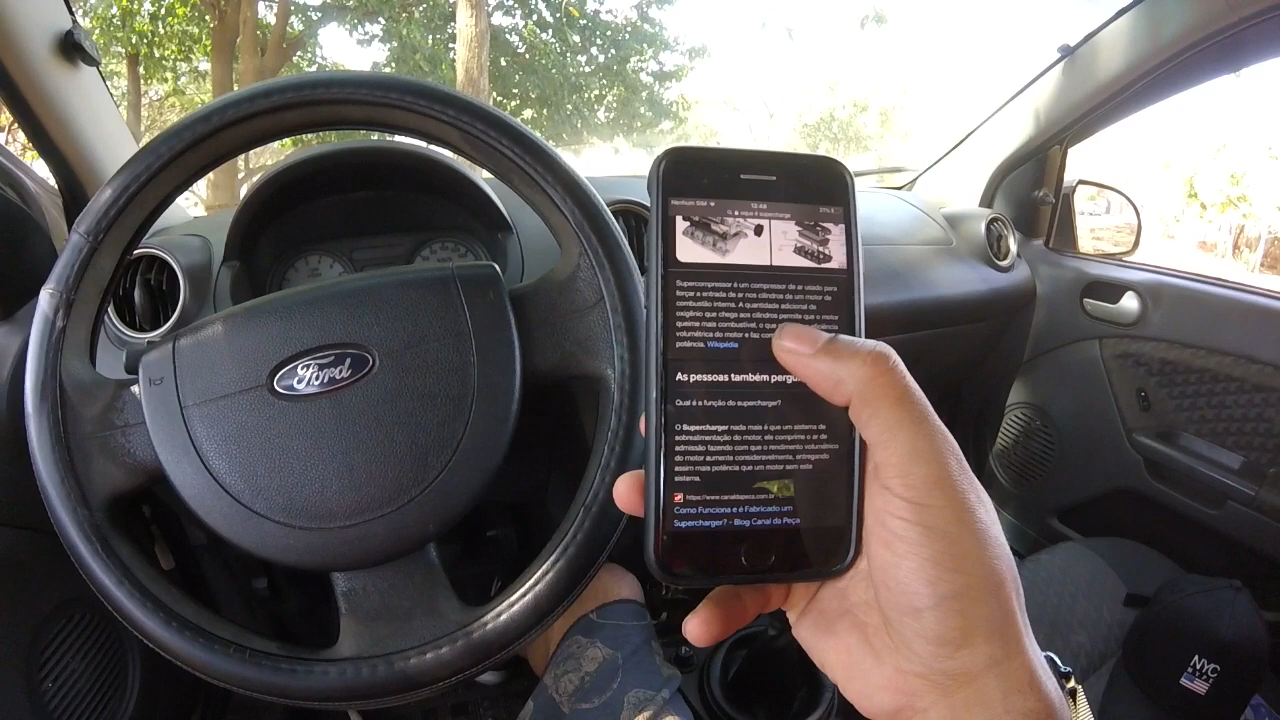 Ford
Nenhum SIM
13:48
oque é supercharge
Supercompressor é um compressor de ar usado para
forçar a entrada de ar nos cilindros de um motor de
combustão interna. A quantidade adicional de
oxigênio que chega aos cilindros permite que o motor
queime mais combustível, o que
volumétrica do motor e faz com
potência. Wikipédia
As pessoas também
Qual é a função do supercharger?
O Supercharger nada mais é que um sistema de
sobrealimentação do motor, ele comprime o ar de
admissão fazendo com que o rendimento volumétrico
do motor aumente consideravelmente, entregando
assim mais potência que um motor sem este
sistema.
https://www.canaldapeca.com.br
Como Funciona e é Fabricado um
Supercharger? - Blog Canal da Peça
NYC
HYPE